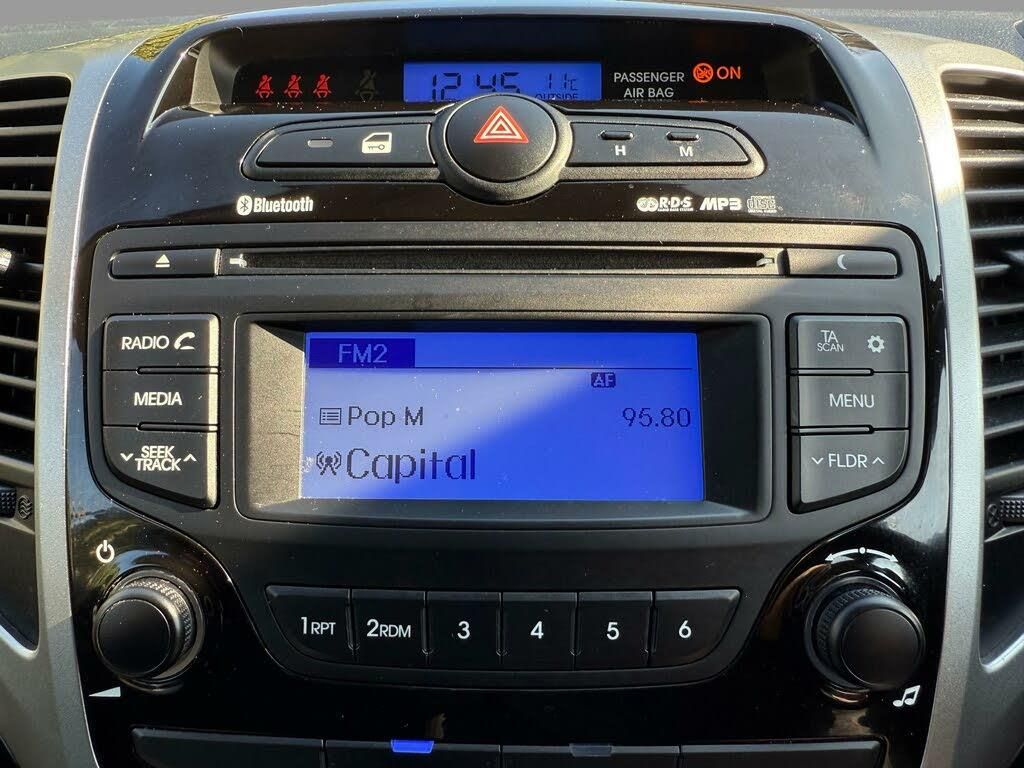 12:45 11°C
OUTSIDE
PASSENGER
AIR BAG
ON
H M
Bluetooth
R·D·S
MP3
RADIO
MEDIA
SEEK
TRACK
FM2
AF
Pop M 95.80
Capital
TA
SCAN
MENU
FLDR
1RPT 2RDM 3 4 5 6